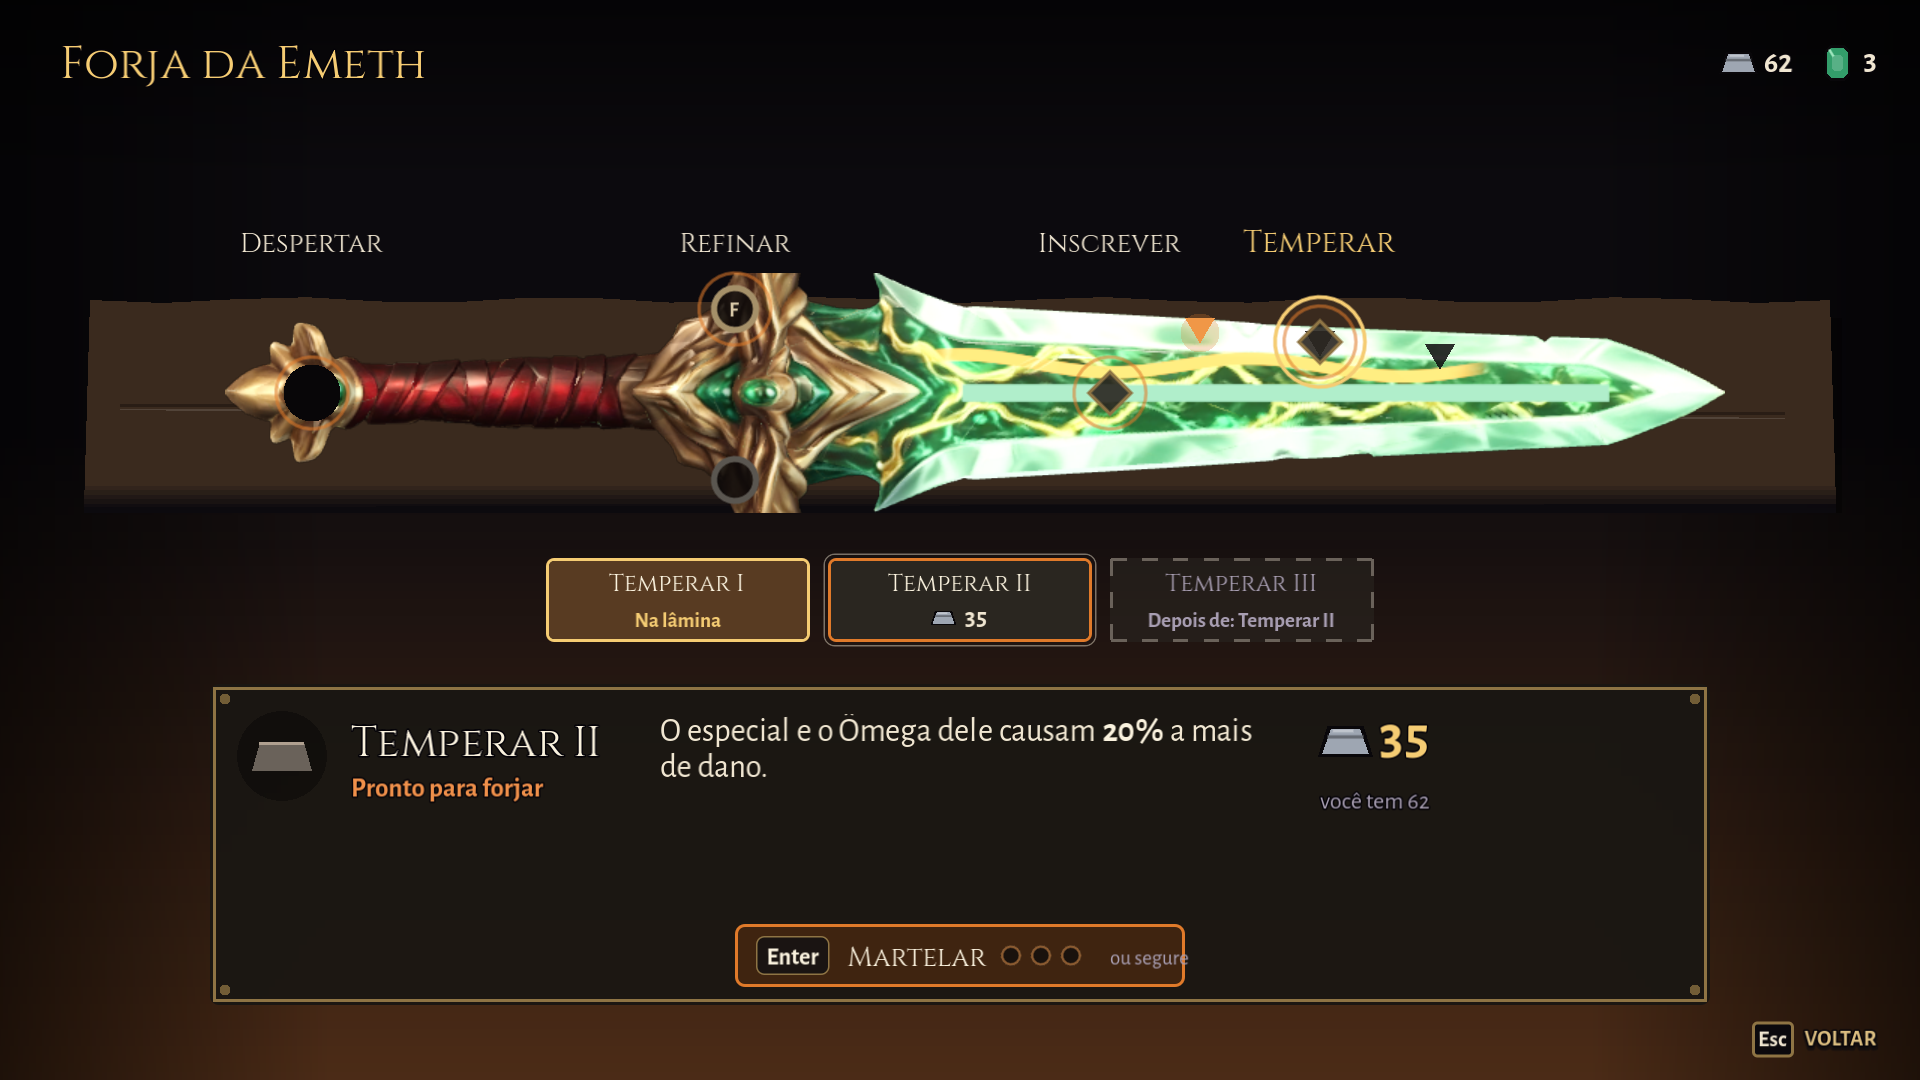 Forja da Emeth
62
3
Despertar
Refinar
Inscrever
Temperar
F
Temperar I
Na lâmina
Temperar II
35
Temperar III
Depois de: Temperar II
Temperar II
Pronto para forjar
O especial e o Ômega dele causam 20% a mais
de dano.
35
você tem 62
Enter
Martelar
ou segure
Esc
VOLTAR